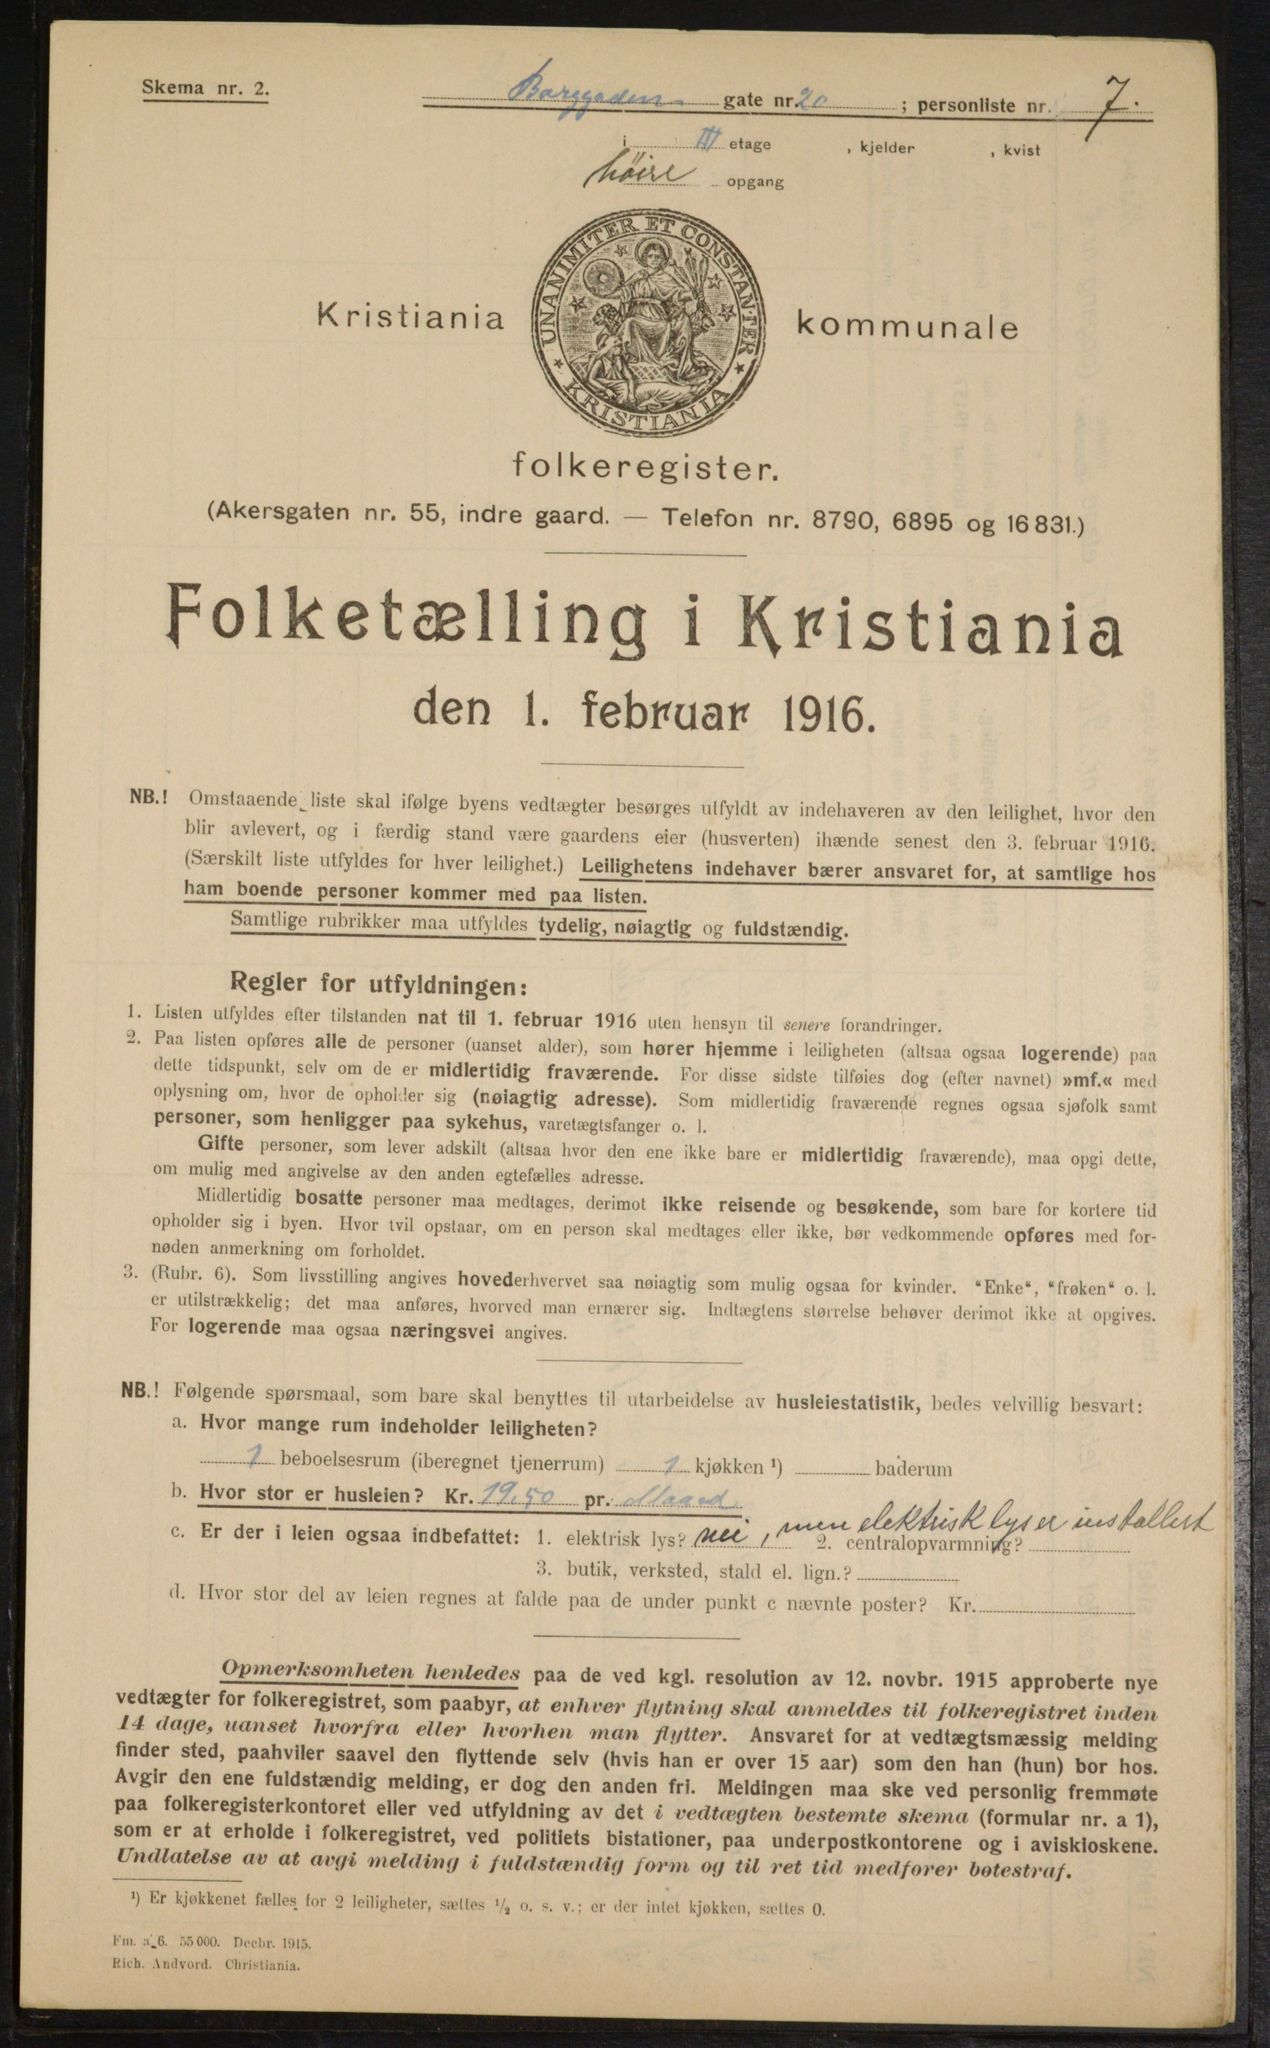 Skema nr. 2.
Borggaden gate nr. 20 ; personliste nr. 7.
i III etage , kjelder , kvist
höire opgang
UNANIMITER ET CONSTANTER
KRISTIANIA
Kristiania kommunale
folkeregister.
(Akersgaten nr. 55, indre gaard. — Telefon nr. 8790, 6895 og 16831.)
Folketælling i Kristiania
den 1. februar 1916.
NB.! Omstaaende liste skal ifølge byens vedtægter besørges utfyldt av indehaveren av den leilighet, hvor den
blir avlevert, og i færdig stand være gaardens eier (husverten) ihænde senest den 3. februar 1916.
(Særskilt liste utfyldes for hver leilighet.) Leilighetens indehaver bærer ansvaret for, at samtlige hos
ham boende personer kommer med paa listen.
Samtlige rubrikker maa utfyldes tydelig, nøiagtig og fuldstændig.
Regler for utfyldningen:
1. Listen utfyldes efter tilstanden nat til 1. februar 1916 uten hensyn til senere forandringer.
2. Paa listen opføres alle de personer (uanset alder), som hører hjemme i leiligheten (altsaa ogsaa logerende) paa
dette tidspunkt, selv om de er midlertidig fraværende. For disse sidste tilføies dog (efter navnet) »mf.« med
oplysning om, hvor de opholder sig (nøiagtig adresse). Som midlertidig fraværende regnes ogsaa sjøfolk samt
personer, som henligger paa sykehus, varetægtsfanger o. l.
Gifte personer, som lever adskilt (altsaa hvor den ene ikke bare er midlertidig fraværende), maa opgi dette,
om mulig med angivelse av den anden egtefælles adresse.
Midlertidig bosatte personer maa medtages, derimot ikke reisende og besøkende, som bare for kortere tid
opholder sig i byen. Hvor tvil opstaar, om en person skal medtages eller ikke, bør vedkommende opføres med for-
nøden anmerkning om forholdet.
3. (Rubr. 6). Som livsstilling angives hovederhvervet saa nøiagtig som mulig ogsaa for kvinder. "Enke", "frøken" o. l.
er utilstrækkelig; det maa anføres, hvorved man ernærer sig. Indtægtens størrelse behøver derimot ikke at opgives.
For logerende maa ogsaa næringsvei angives.
NB.! Følgende spørsmaal, som bare skal benyttes til utarbeidelse av husleiestatistik, bedes velvillig besvart:
a. Hvor mange rum indeholder leiligheten?
1 beboelsesrum (iberegnet tjenerrum) 1 kjøkken ¹) baderum
b. Hvor stor er husleien? Kr. 19,50 pr. Maaned
c. Er der i leien ogsaa indbefattet: 1. elektrisk lys? nei, men elektrisk lys er installert 2. centralopvarmning?
3. butik, verksted, stald el. lign.?
d. Hvor stor del av leien regnes at falde paa de under punkt c nævnte poster? Kr.
Opmerksomheten henledes paa de ved kgl. resolution av 12. novbr. 1915 approberte nye
vedtægter for folkeregistret, som paabyr, at enhver flytning skal anmeldes til folkeregistret inden
14 dage, uanset hvorfra eller hvorhen man flytter. Ansvaret for at vedtægtsmæssig melding
finder sted, paahviler saavel den flyttende selv (hvis han er over 15 aar) som den han (hun) bor hos.
Avgir den ene fuldstændig melding, er dog den anden fri. Meldingen maa ske ved personlig fremmøte
paa folkeregisterkontoret eller ved utfyldning av det i vedtægten bestemte skema (formular nr. a 1),
som er at erholde i folkeregistret, ved politiets bistationer, paa underpostkontorene og i aviskioskene.
Undlatelse av at avgi melding i fuldstændig form og til ret tid medfører bøtestraf.
¹) Er kjøkkenet fælles for 2 leiligheter, sættes ½ o. s. v.; er der intet kjøkken, sættes 0.
Fm. a 6. 55000. Decbr. 1915.
Rich. Andvord. Christiania.